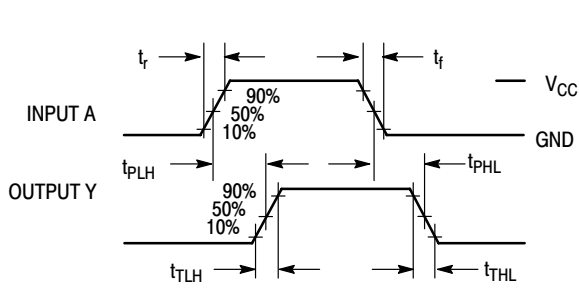 tr tf
VCC
INPUT A
90%
50%
10%
GND
tPLH tPHL
OUTPUT Y
90%
50%
10%
tTLH tTHL